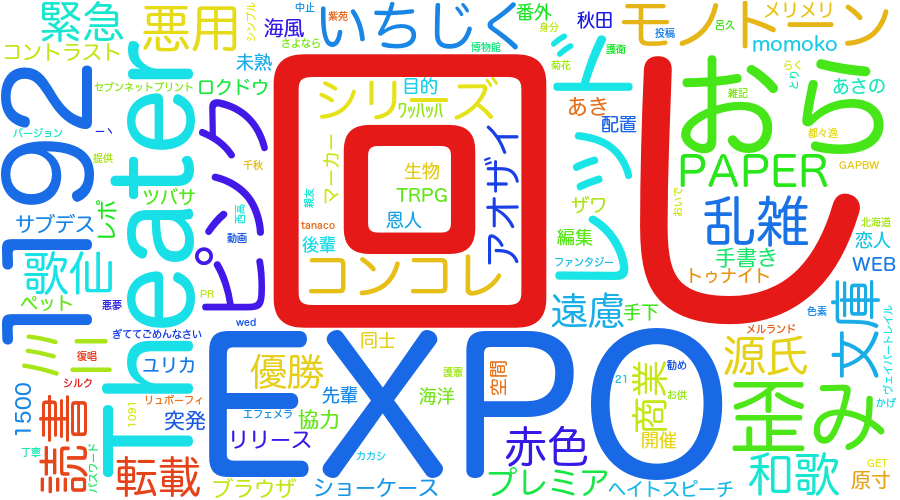 緊急
悪用
シンプル
海風
中止
紫苑
さよなら
いちじく
番外
身分
博物館
秋田
モノトーン
投稿
呂久
メリメリ
momoko
コントラスト
未熟
セブンネットプリント
ロクドウ
シリーズ
目的
ワッハッハ
菊花
護衛
レッド
あき
配置
おら
雑記
らく
とり
あさの
都々逸
GAPBW
1192
バージョン
提供
Theater
ピンク
千秋
回
マーカー
生物
TRPG
恩人
アオザイ
親友
tanaco
後輩
コンコレ
ザワ
編集
ファンタジー
し
おいで
PAPER
乱雑
手書き
トゥナイト
北海道
恋人
WEB
サブデス
レポ
ツバサ
西高
動画
歌仙
ペット
悪夢
PR
wed
ぎててごめんなさい
遠慮
手下
色素
文庫
ヴェイパートレイル
かげ
メルランド
源氏
ミニ
復唱
ユリカ
シルク
リュボーフィ
1091
1500
読書
丁寧
パスワード
転載
突発
EXPO
優勝
同士
先輩
エフェメラ
協力
リリース
カカシ
護憲
海洋
空間
21
商業
勧め
お供
開催
赤色
歪み
ブラウザ
ショーケース
プレミア
ヘイトスピーチ
和歌
GET
原寸